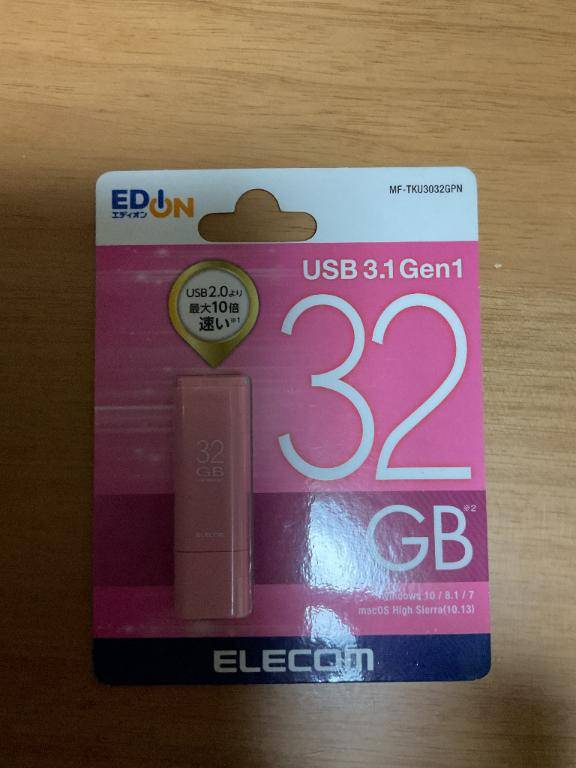 EDION
エディオン
MF-TKU3032GPN
USB 3.1 Gen1
USB2.0より
最大10倍
速い※1
32
GB※2
32
GB
ELECOM
Windows 10 / 8.1 / 7
macOS High Sierra(10.13)
ELECOM